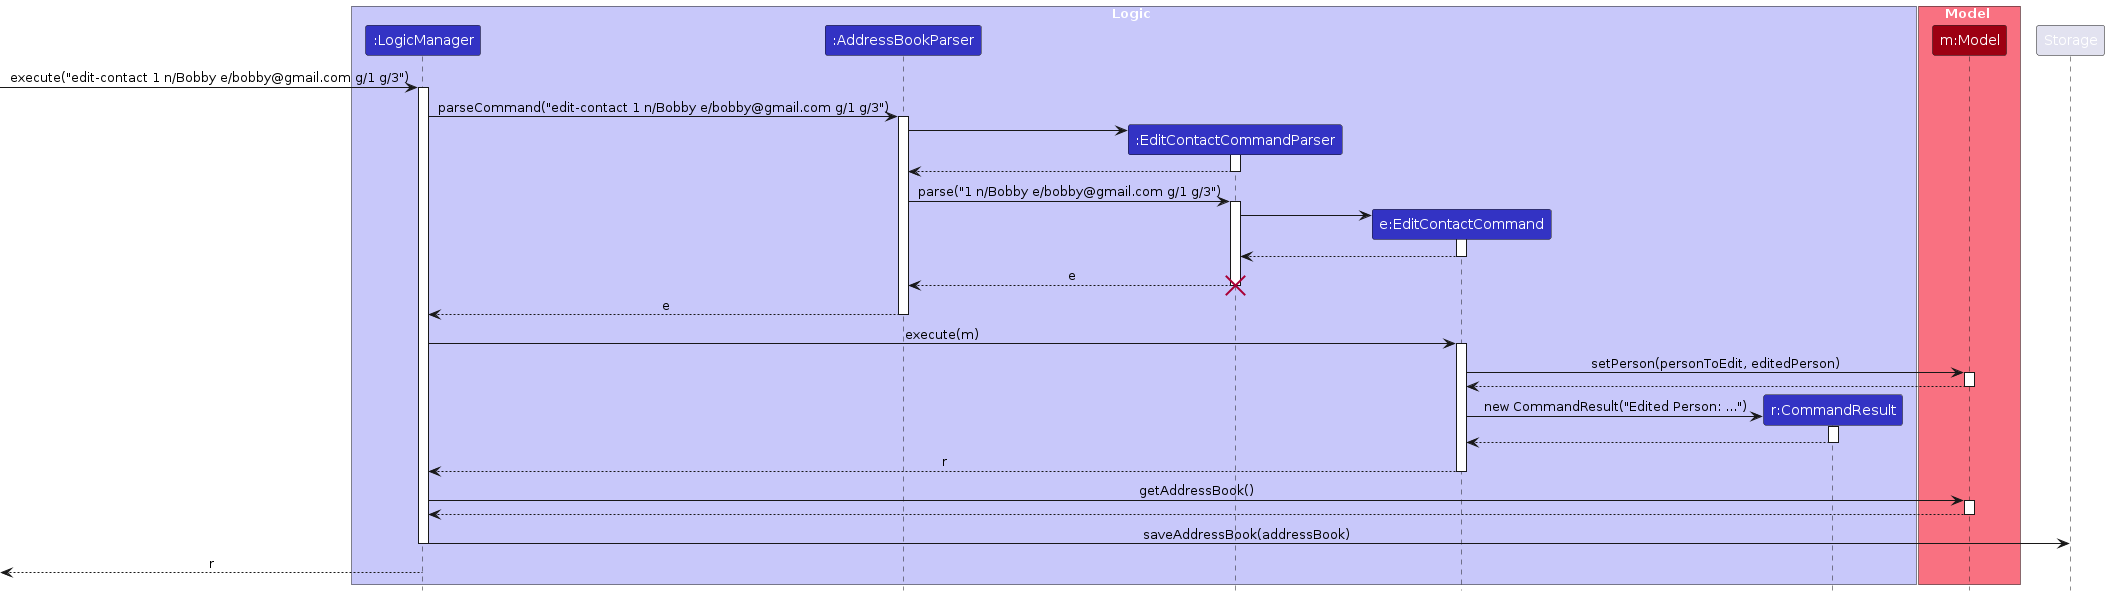 Logic
Model
:LogicManager
:AddressBookParser
m:Model
Storage
execute("edit-contact 1 n/Bobby e/bobby@gmail.com g/1 g/3")
parseCommand("edit-contact 1 n/Bobby e/bobby@gmail.com g/1 g/3")
:EditContactCommandParser
parse("1 n/Bobby e/bobby@gmail.com g/1 g/3")
e:EditContactCommand
e
e
execute(m)
setPerson(personToEdit, editedPerson)
new CommandResult("Edited Person: ...")
r:CommandResult
r
getAddressBook()
saveAddressBook(addressBook)
r